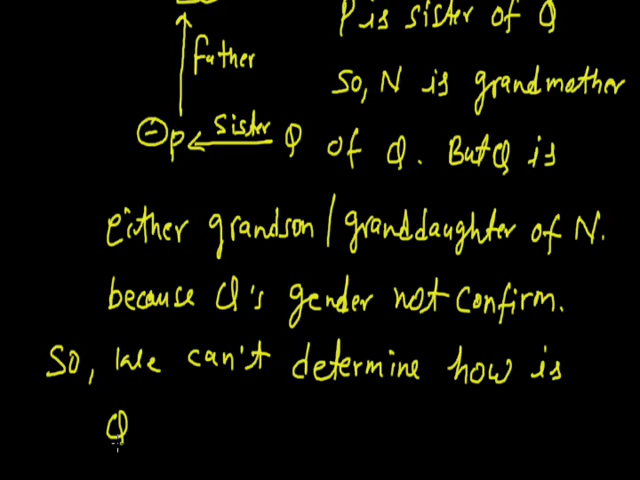 P is sister of Q
Father
So, N is grandmother
⊖P Sister Q of Q. But Q is
either grandson / granddaughter of N.
because Q's gender not confirm.
So, we can't determine how is
Q